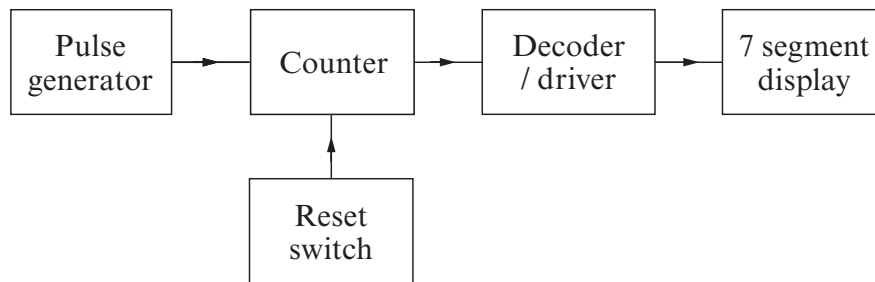 Pulse
generator
Counter
Decoder
/ driver
7 segment
display
Reset
switch